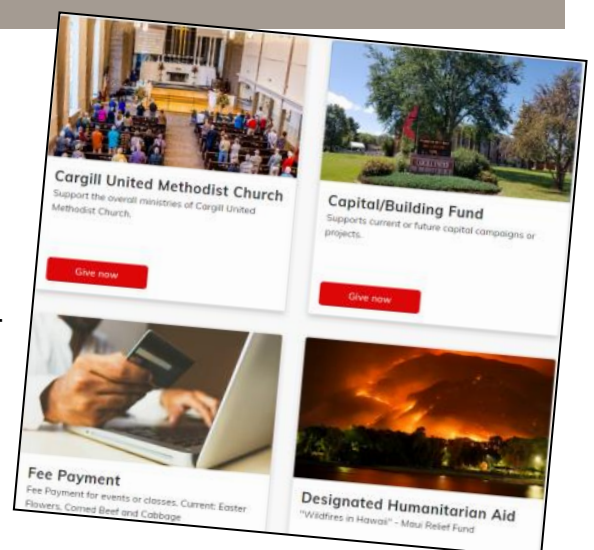 Cargill United Methodist Church
Support the overall ministries of Cargill United
Methodist Church.
Give now
Capital/Building Fund
Supports current or future capital campaigns or
projects.
Give now
Fee Payment
Fee Payment for events or classes. Current: Easter
Flowers, Corned Beef and Cabbage
Designated Humanitarian Aid
"Wildfires in Hawaii" - Maui Relief Fund